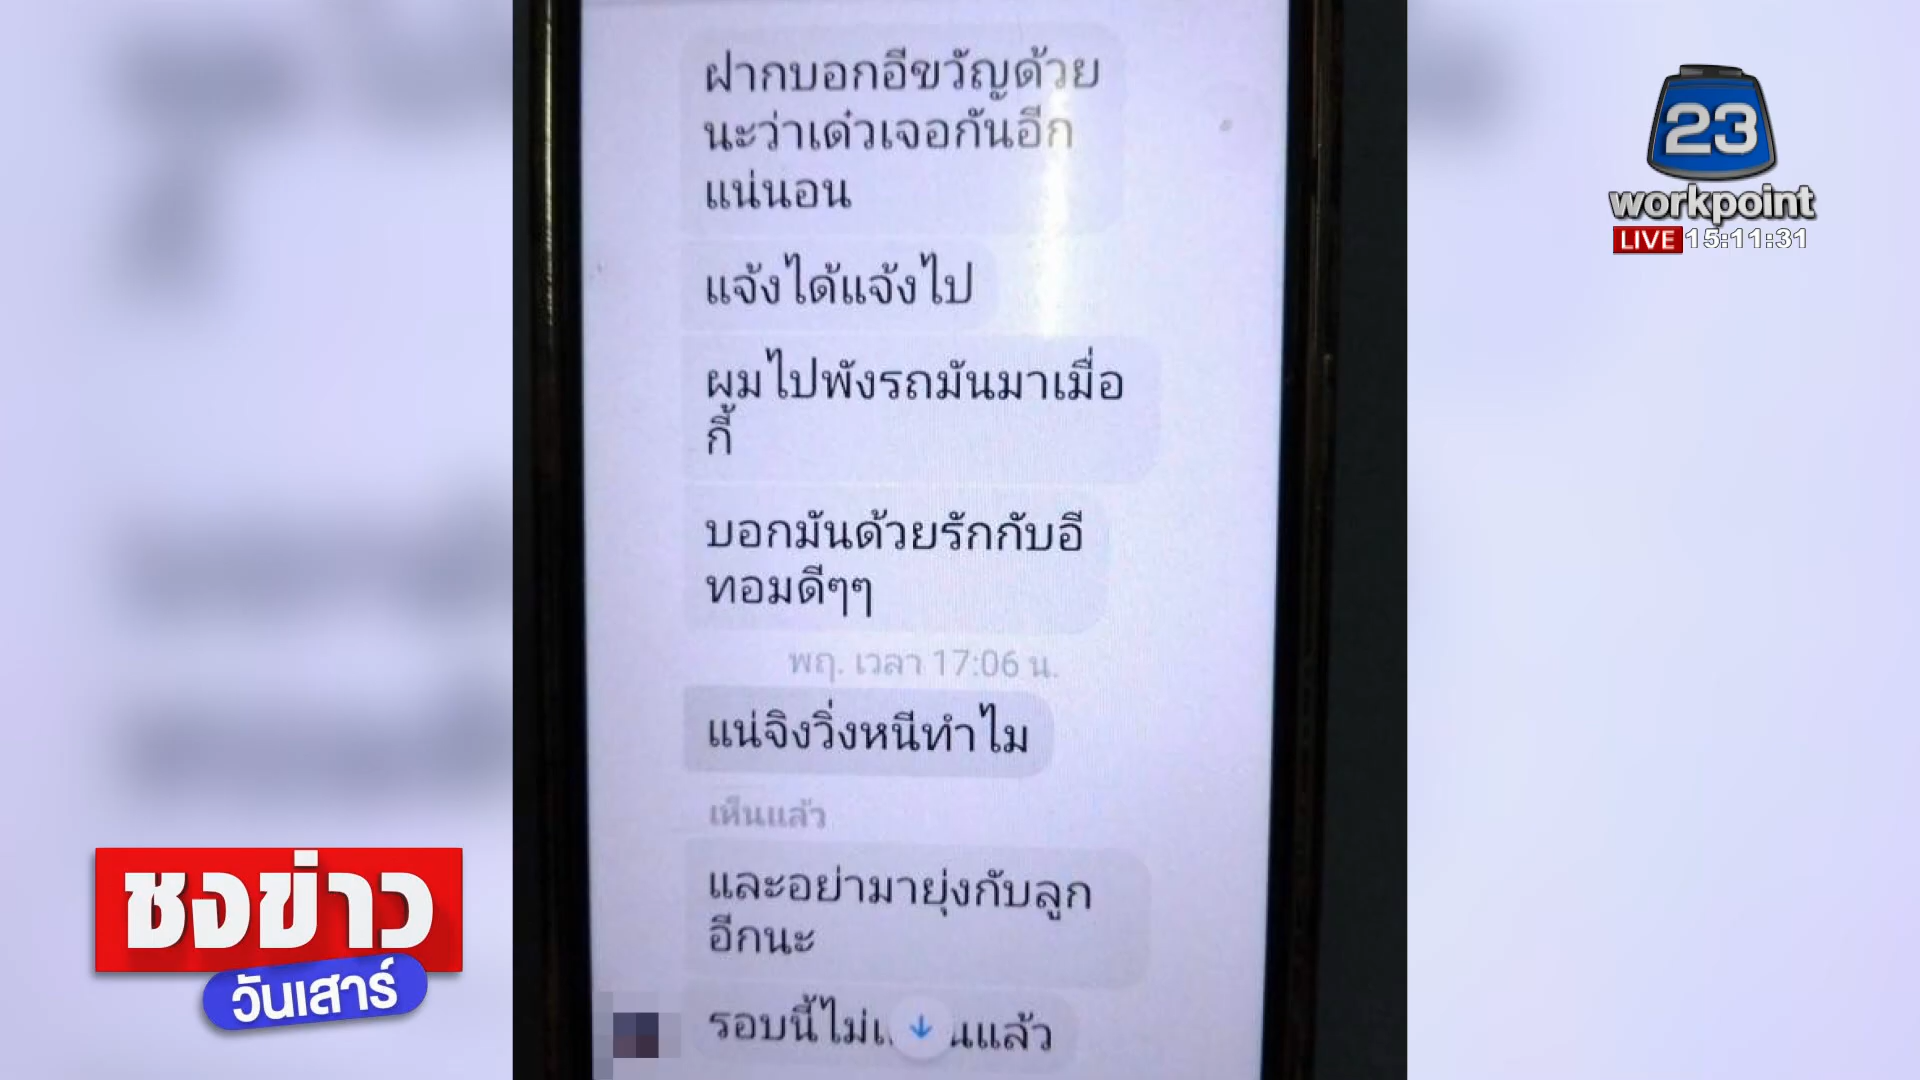 ฝากบอกอีขวัญด้วย
นะว่าเด๋วเจอกันอีก
แน่นอน
แจ้งได้แจ้งไป
ผมไปพังรถมันมาเมื่อ
กี้
บอกมันด้วยรักกับอี
ทอมดีๆๆ
พฤ. เวลา 17:06 น.
แน่จิงวิ่งหนีทำไม
เห็นแล้ว
และอย่ามายุ่งกับลูก
อีกนะ
รอบนี้ไม่ แล้ว
23
workpoint
LIVE 15:11:31
ชงข่าว
วันเสาร์